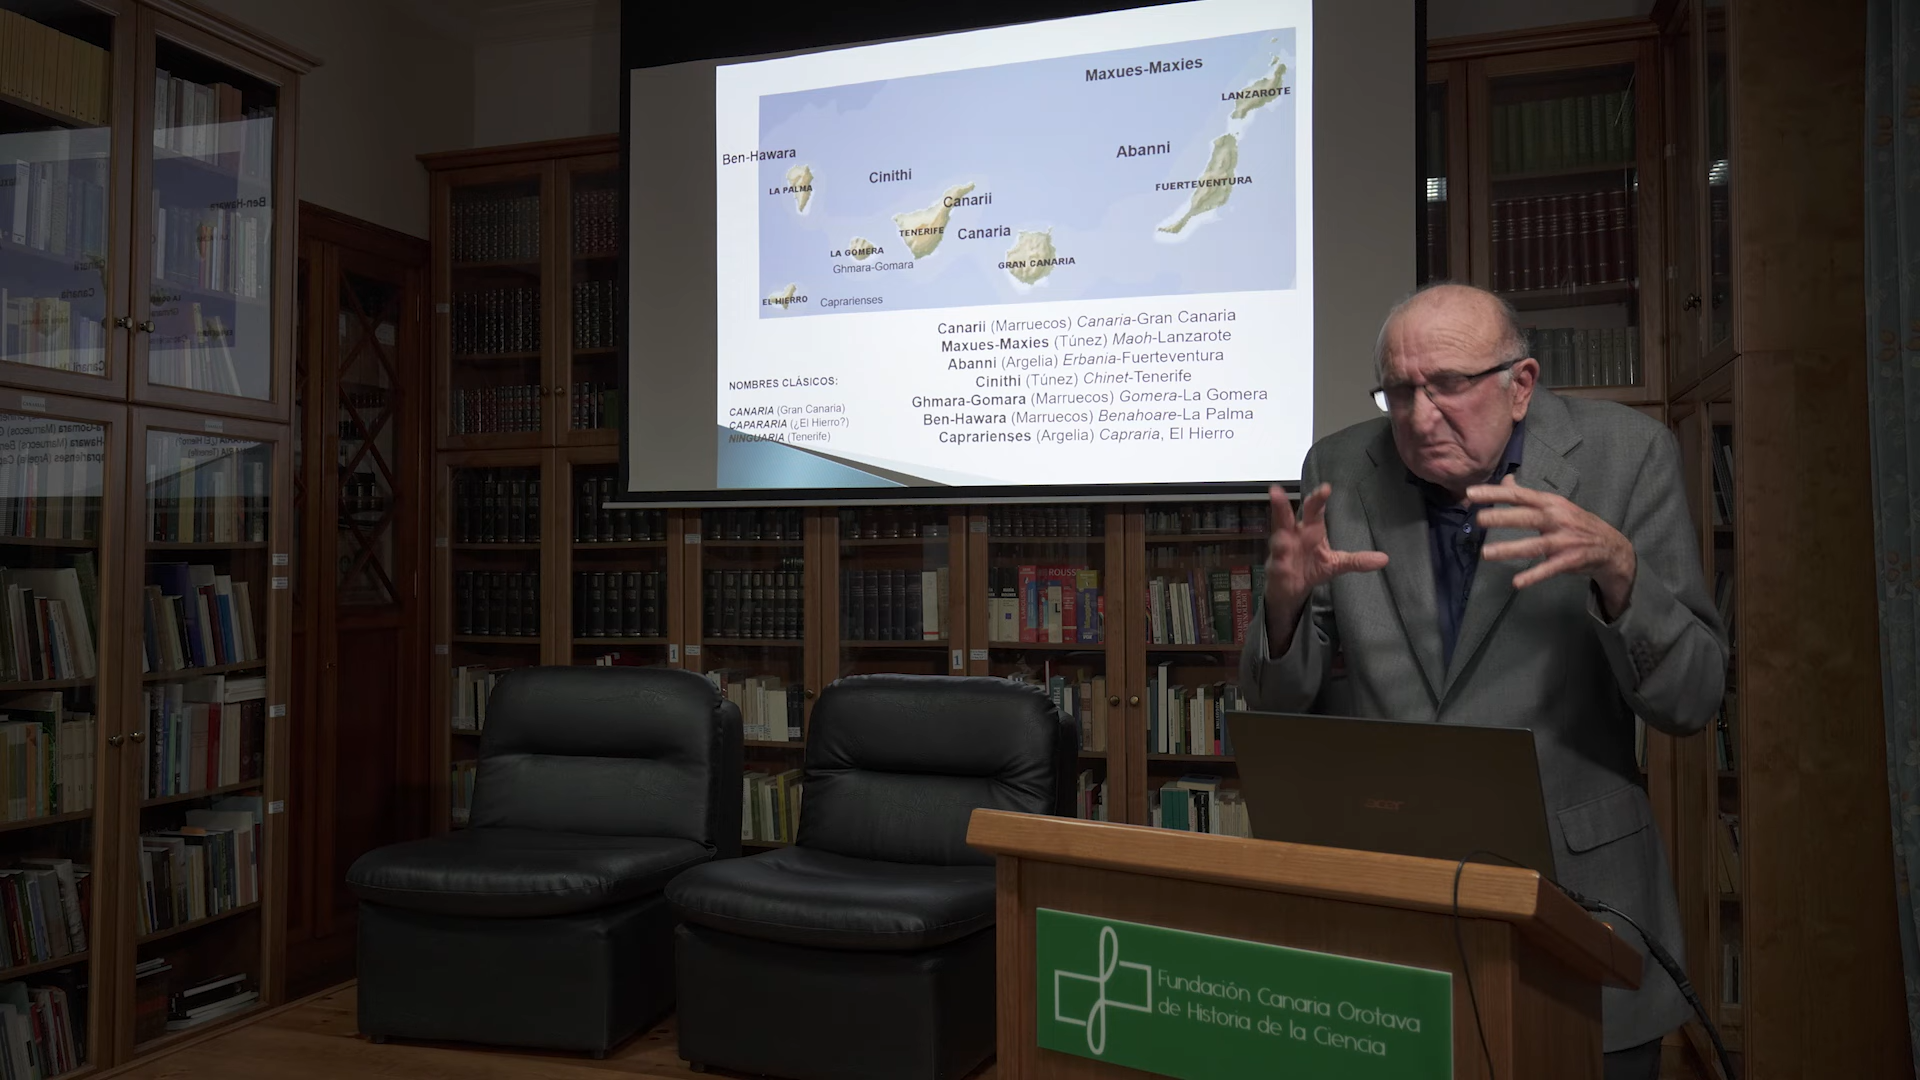 Maxues-Maxies
LANZAROTE
Abanni
Ben-Hawara
Cinithi
FUERTEVENTURA
LA PALMA
Canarii
TENERIFE
Canaria
LA GOMERA
GRAN CANARIA
Ghmara-Gomara
EL HIERRO
Caprarienses
Canarii (Marruecos) Canaria-Gran Canaria
Maxues-Maxies (Túnez) Maoh-Lanzarote
Abanni (Argelia) Erbania-Fuerteventura
Cinithi (Túnez) Chinet-Tenerife
Ghmara-Gomara (Marruecos) Gomera-La Gomera
Ben-Hawara (Marruecos) Benahoare-La Palma
Caprarienses (Argelia) Capraria, El Hierro
NOMBRES CLÁSICOS:
CANARIA (Gran Canaria)
CAPARARIA (¿El Hierro?)
NINGUARIA (Tenerife)
acer
Fundación Canaria Orotava
de Historia de la Ciencia
1
1